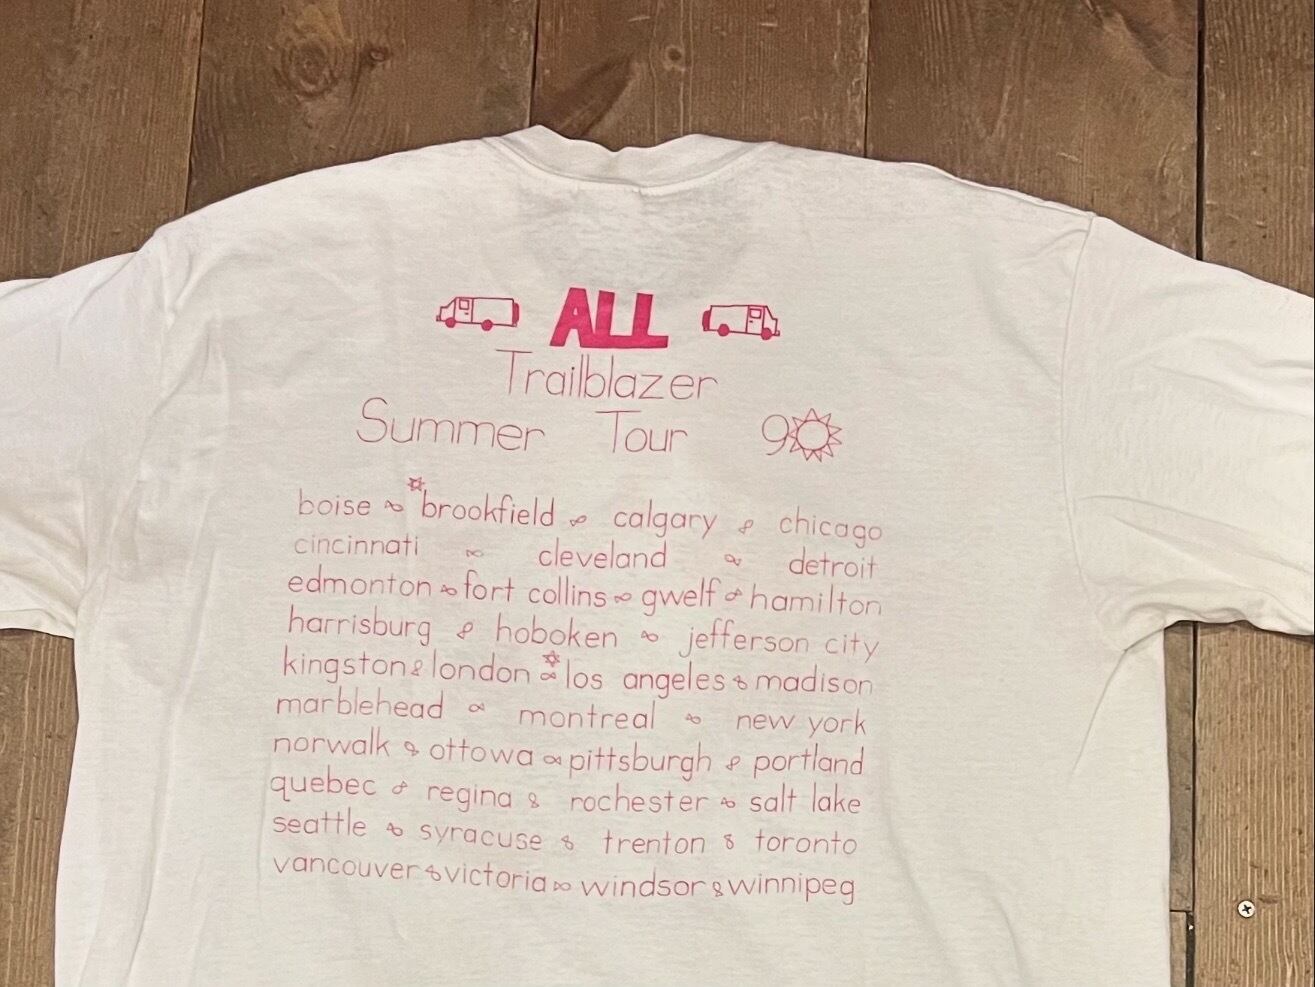 ALL
Trailblazer
Summer Tour 90
boise brookfield calgary chicago
cincinnati cleveland detroit
edmonton fort collins gwelf hamilton
harrisburg hoboken jefferson city
kingston london los angeles madison
marblehead montreal new york
norwalk ottowa pittsburgh portland
quebec regina rochester salt lake
seattle syracuse trenton toronto
vancouver victoria windsor winnipeg